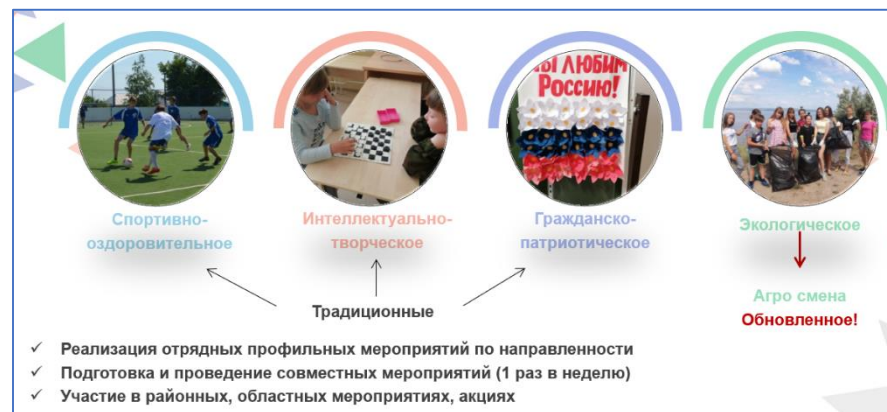 ы ЛЮБИМ
Россию!
Спортивно-
оздоровительное
Интеллектуально-
творческое
Гражданско-
патриотическое
Экологическое
Традиционные
Агро смена
Обновленное!
✓ Реализация отрядных профильных мероприятий по направленности
✓ Подготовка и проведение совместных мероприятий (1 раз в неделю)
✓ Участие в районных, областных мероприятиях, акциях